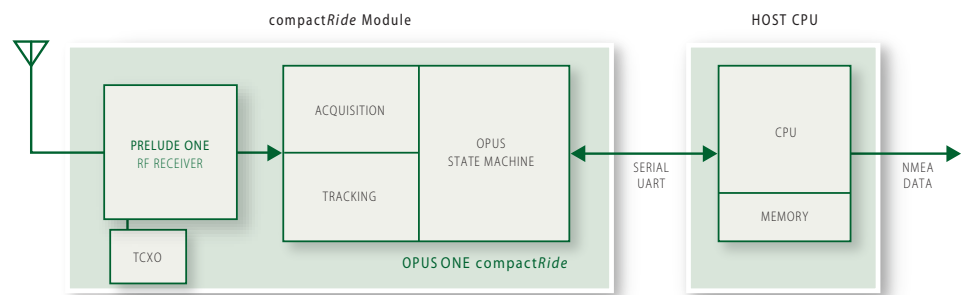 compactRide Module
HOST CPU
PRELUDE ONE
RF RECEIVER
TCXO
ACQUISITION
TRACKING
OPUS
STATE MACHINE
OPUS ONE compactRide
SERIAL
UART
CPU
MEMORY
NMEA
DATA